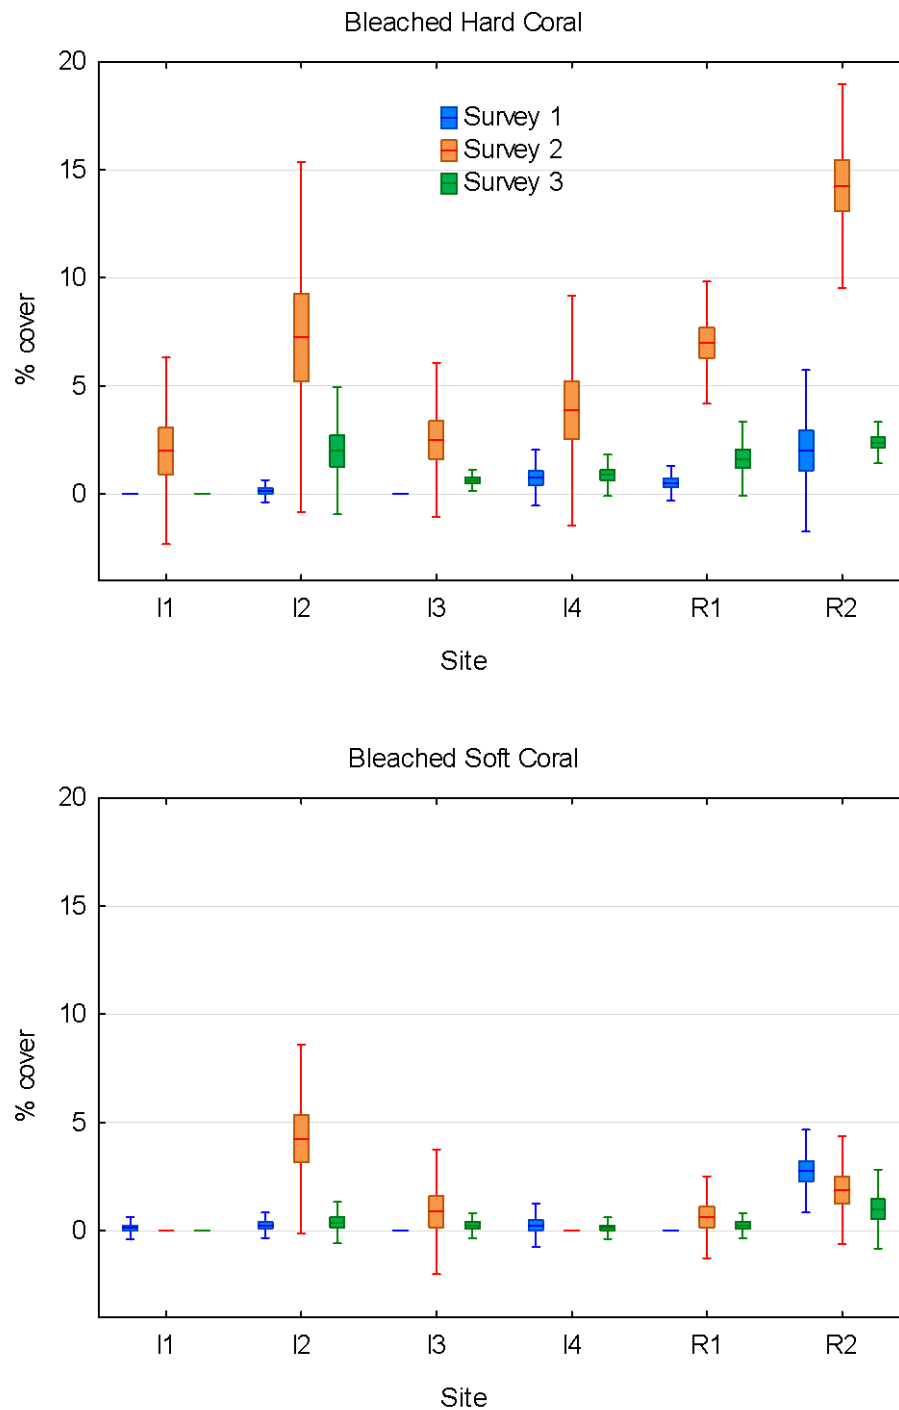 Bleached Hard Coral
20
Survey 1
Survey 2
15
Survey 3
10
% cover
5
0
I1 I2 I3 I4 R1 R2
Site
Bleached Soft Coral
20
15
10
% cover
5
0
I1 I2 I3 I4 R1 R2
Site